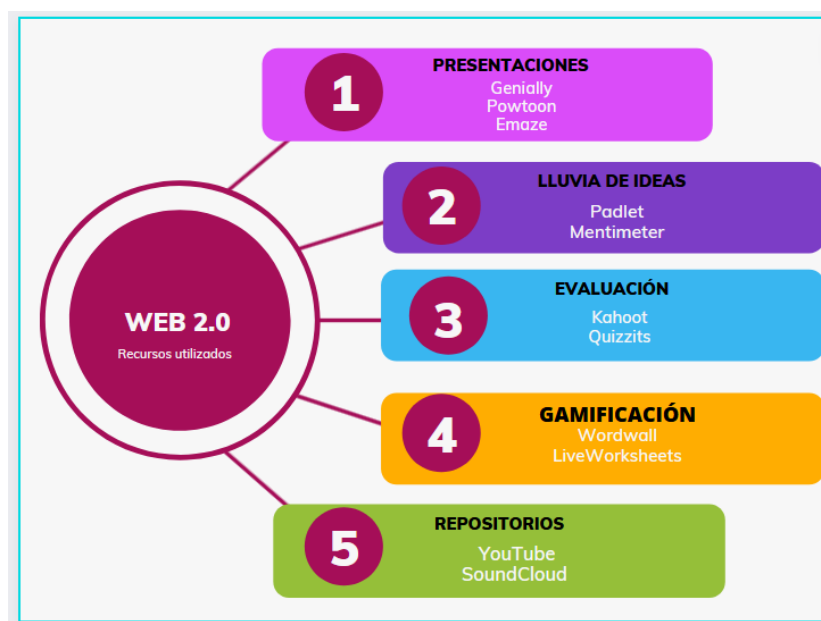 1
PRESENTACIONES
Genially
Powtoon
Emaze
2
LLUVIA DE IDEAS
Padlet
Mentimeter
WEB 2.0
Recursos utilizados
3
EVALUACIÓN
Kahoot
Quizzits
4
GAMIFICACIÓN
Wordwall
LiveWorksheets
5
REPOSITORIOS
YouTube
SoundCloud